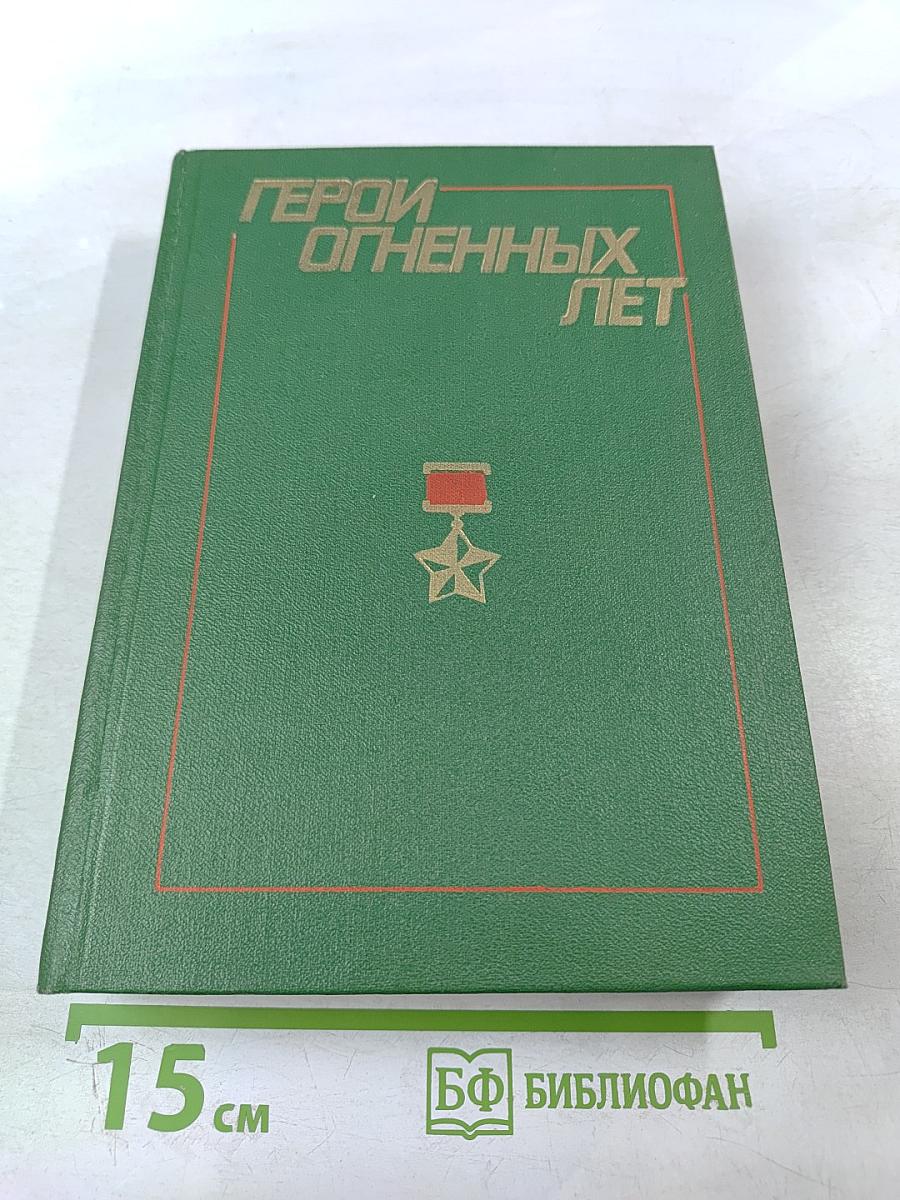 ГЕРОИ
ОГНЕННЫХ
ЛЕТ
15 см
БФ БИБЛИОФАН